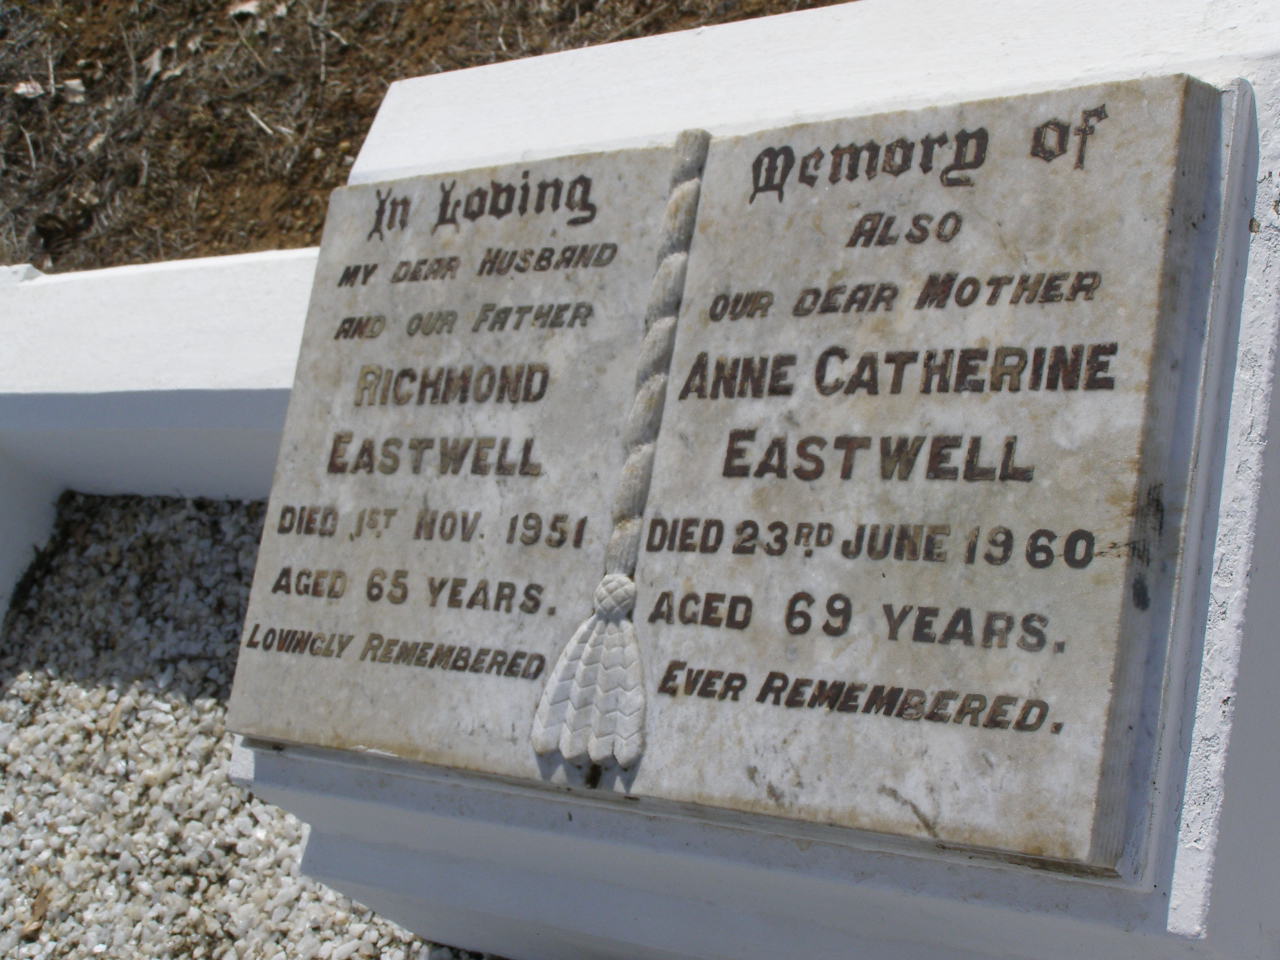 In Loving
MY DEAR HUSBAND
AND OUR FATHER
RICHMOND
EASTWELL
DIED 1ST NOV. 1951
AGED 65 YEARS.
LOVINGLY REMEMBERED
Memory of
ALSO
OUR DEAR MOTHER
ANNE CATHERINE
EASTWELL
DIED 23RD JUNE 1960
AGED 69 YEARS.
EVER REMEMBERED.